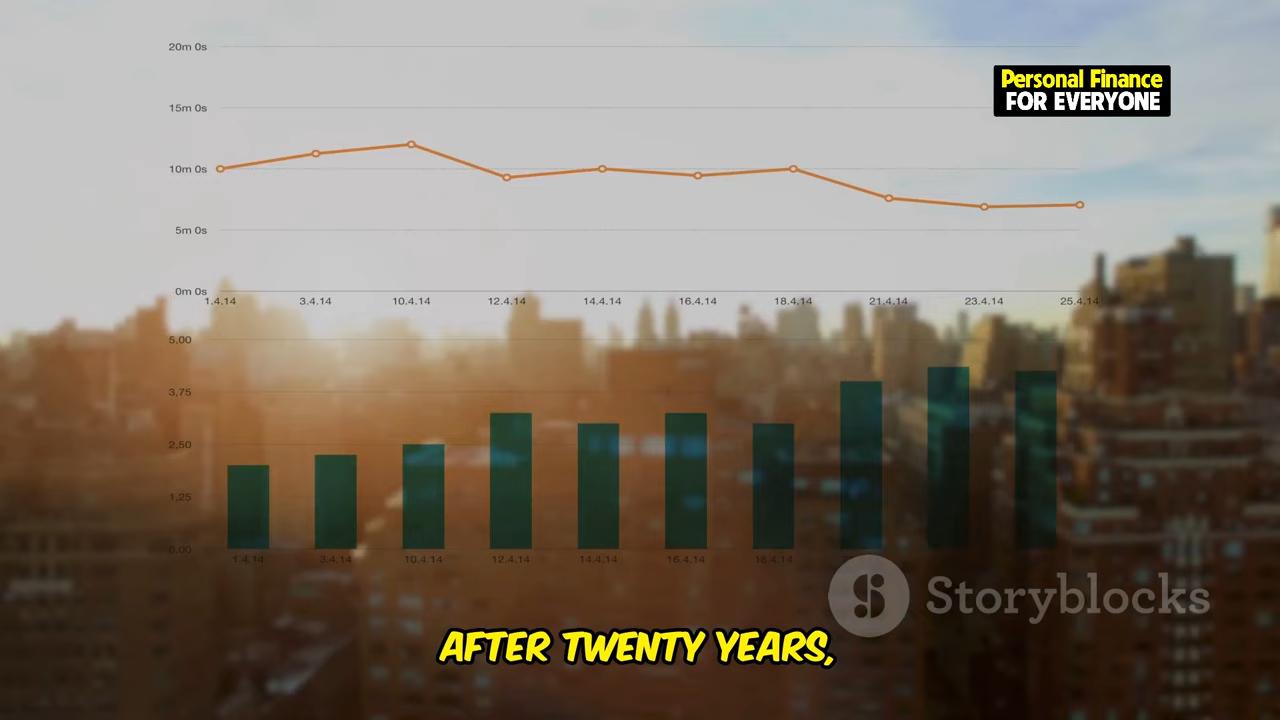 20m 0s
Personal Finance
FOR EVERYONE
15m 0s
10m 0s
5m 0s
0m 0s
1.4.14 3.4.14 10.4.14 12.4.14 14.4.14 16.4.14 18.4.14 21.4.14 23.4.14 25.4.14
5,00
3,75
2,50
1,25
0,00
1.4.14 3.4.14 10.4.14 12.4.14 14.4.14 16.4.14 18.4.14
Storyblocks
AFTER TWENTY YEARS,